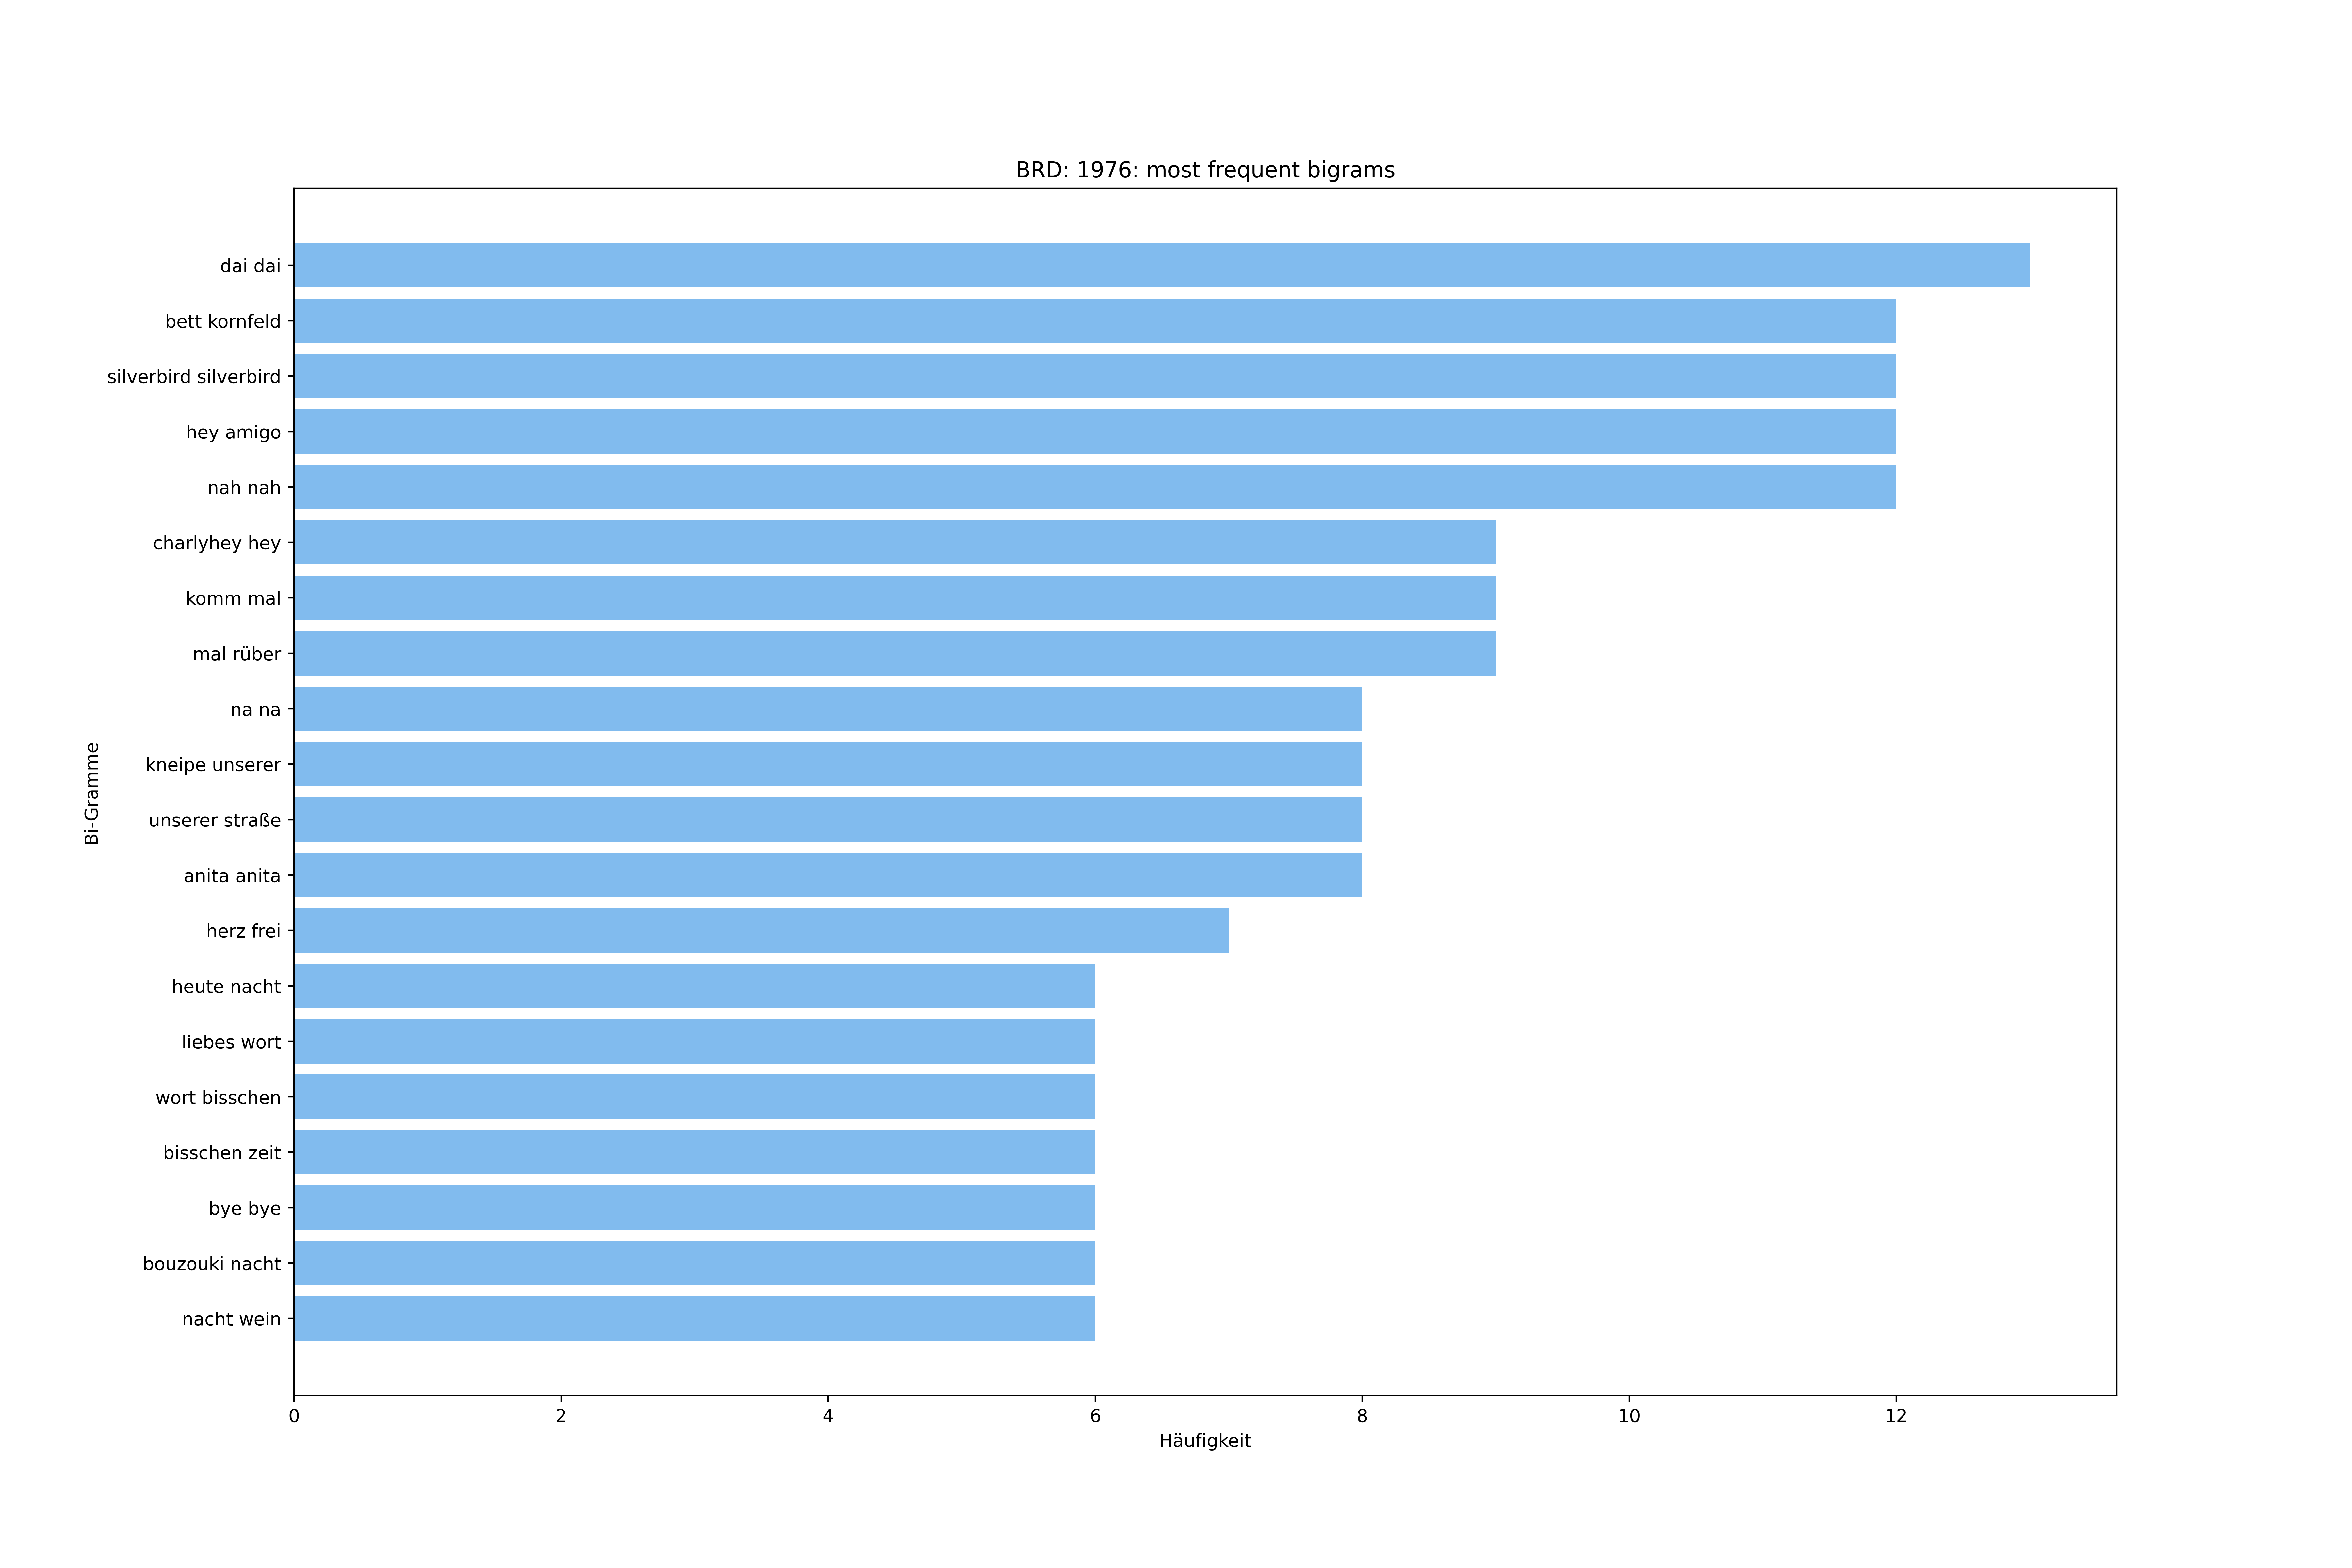 BRD: 1976: most frequent bigrams
dai dai
bett kornfeld
silverbird silverbird
hey amigo
nah nah
charlyhey hey
komm mal
mal rüber
na na
kneipe unserer
unserer straße
anita anita
herz frei
heute nacht
liebes wort
wort bisschen
bisschen zeit
bye bye
bouzouki nacht
nacht wein
Bi-Gramme
0 2 4 6 8 10 12
Häufigkeit